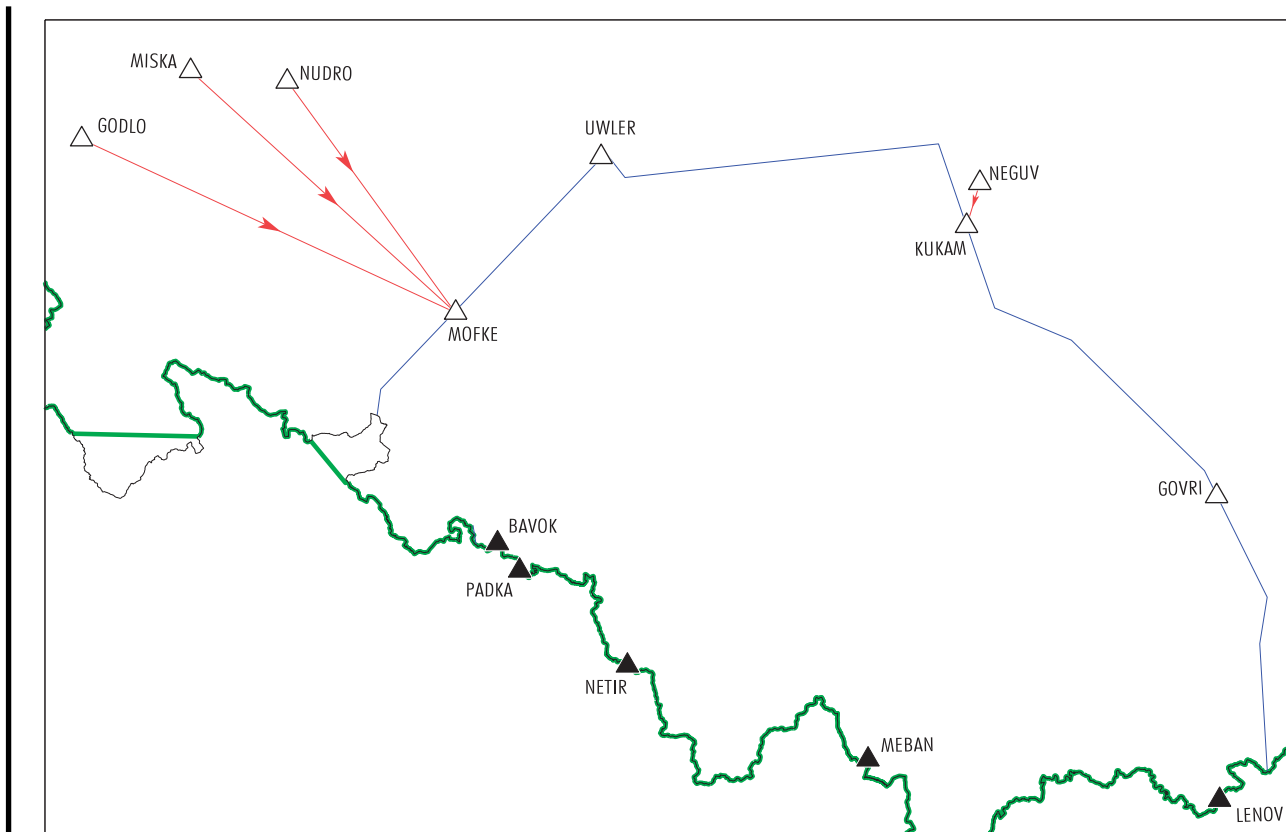 MISKA
NUDRO
GODLO
UWLER
NEGUV
KUKAM
MOFKE
GOVRI
BAVOK
PADKA
NETIR
MEBAN
LENOV